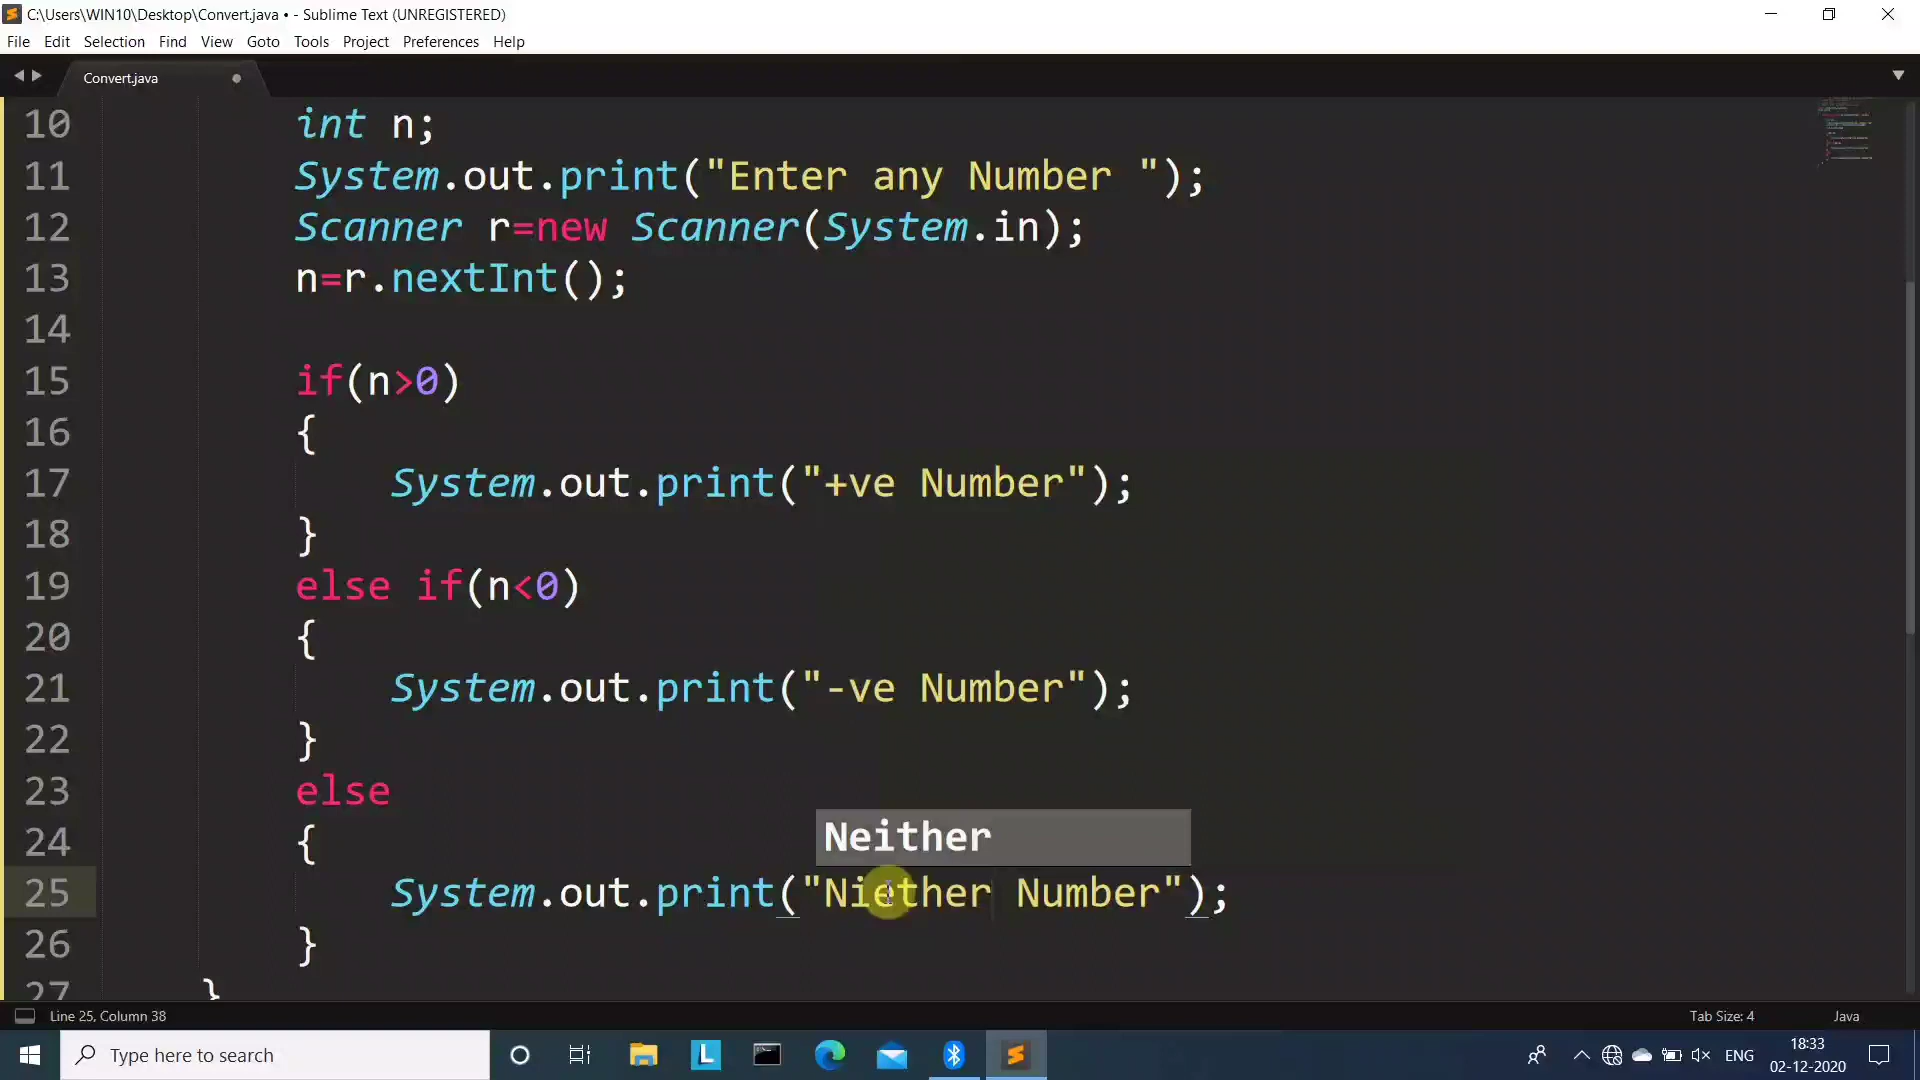 C:\Users\WIN10\Desktop\Convert.java • - Sublime Text (UNREGISTERED)
File Edit Selection Find View Goto Tools Project Preferences Help
Convert.java
10 int n;
11 System.out.print("Enter any Number ");
12 Scanner r=new Scanner(System.in);
13 n=r.nextInt();
14
15 if(n>0)
16 {
17 System.out.print("+ve Number");
18 }
19 else if(n<0)
20 {
21 System.out.print("-ve Number");
22 }
23 else
Neither
24 {
25 System.out.print("Niether Number");
26 }
27 }
Line 25, Column 38 Tab Size: 4 Java
Type here to search L ENG 18:33
02-12-2020